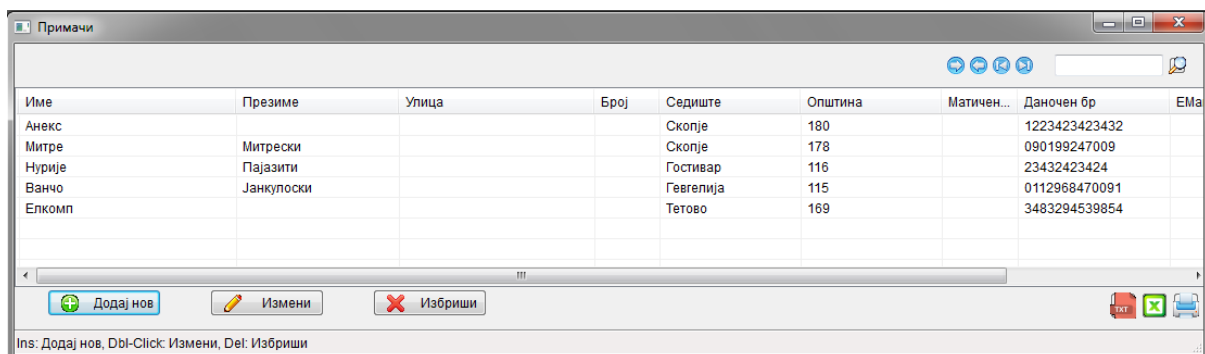 Примачи
Име Презиме Улица Број Седиште Општина Матичен... Даночен бр EMa
Анекс Скопје 180 1223423423432
Митре Митрески Скопје 178 090199247009
Нурије Пајазити Гостивар 116 23432423424
Ванчо Јанкулоски Гевгелија 115 0112968470091
Елкомп Тетово 169 3483294539854
Додај нов Измени Избриши TXT
Ins: Додај нов, Dbl-Click: Измени, Del: Избриши